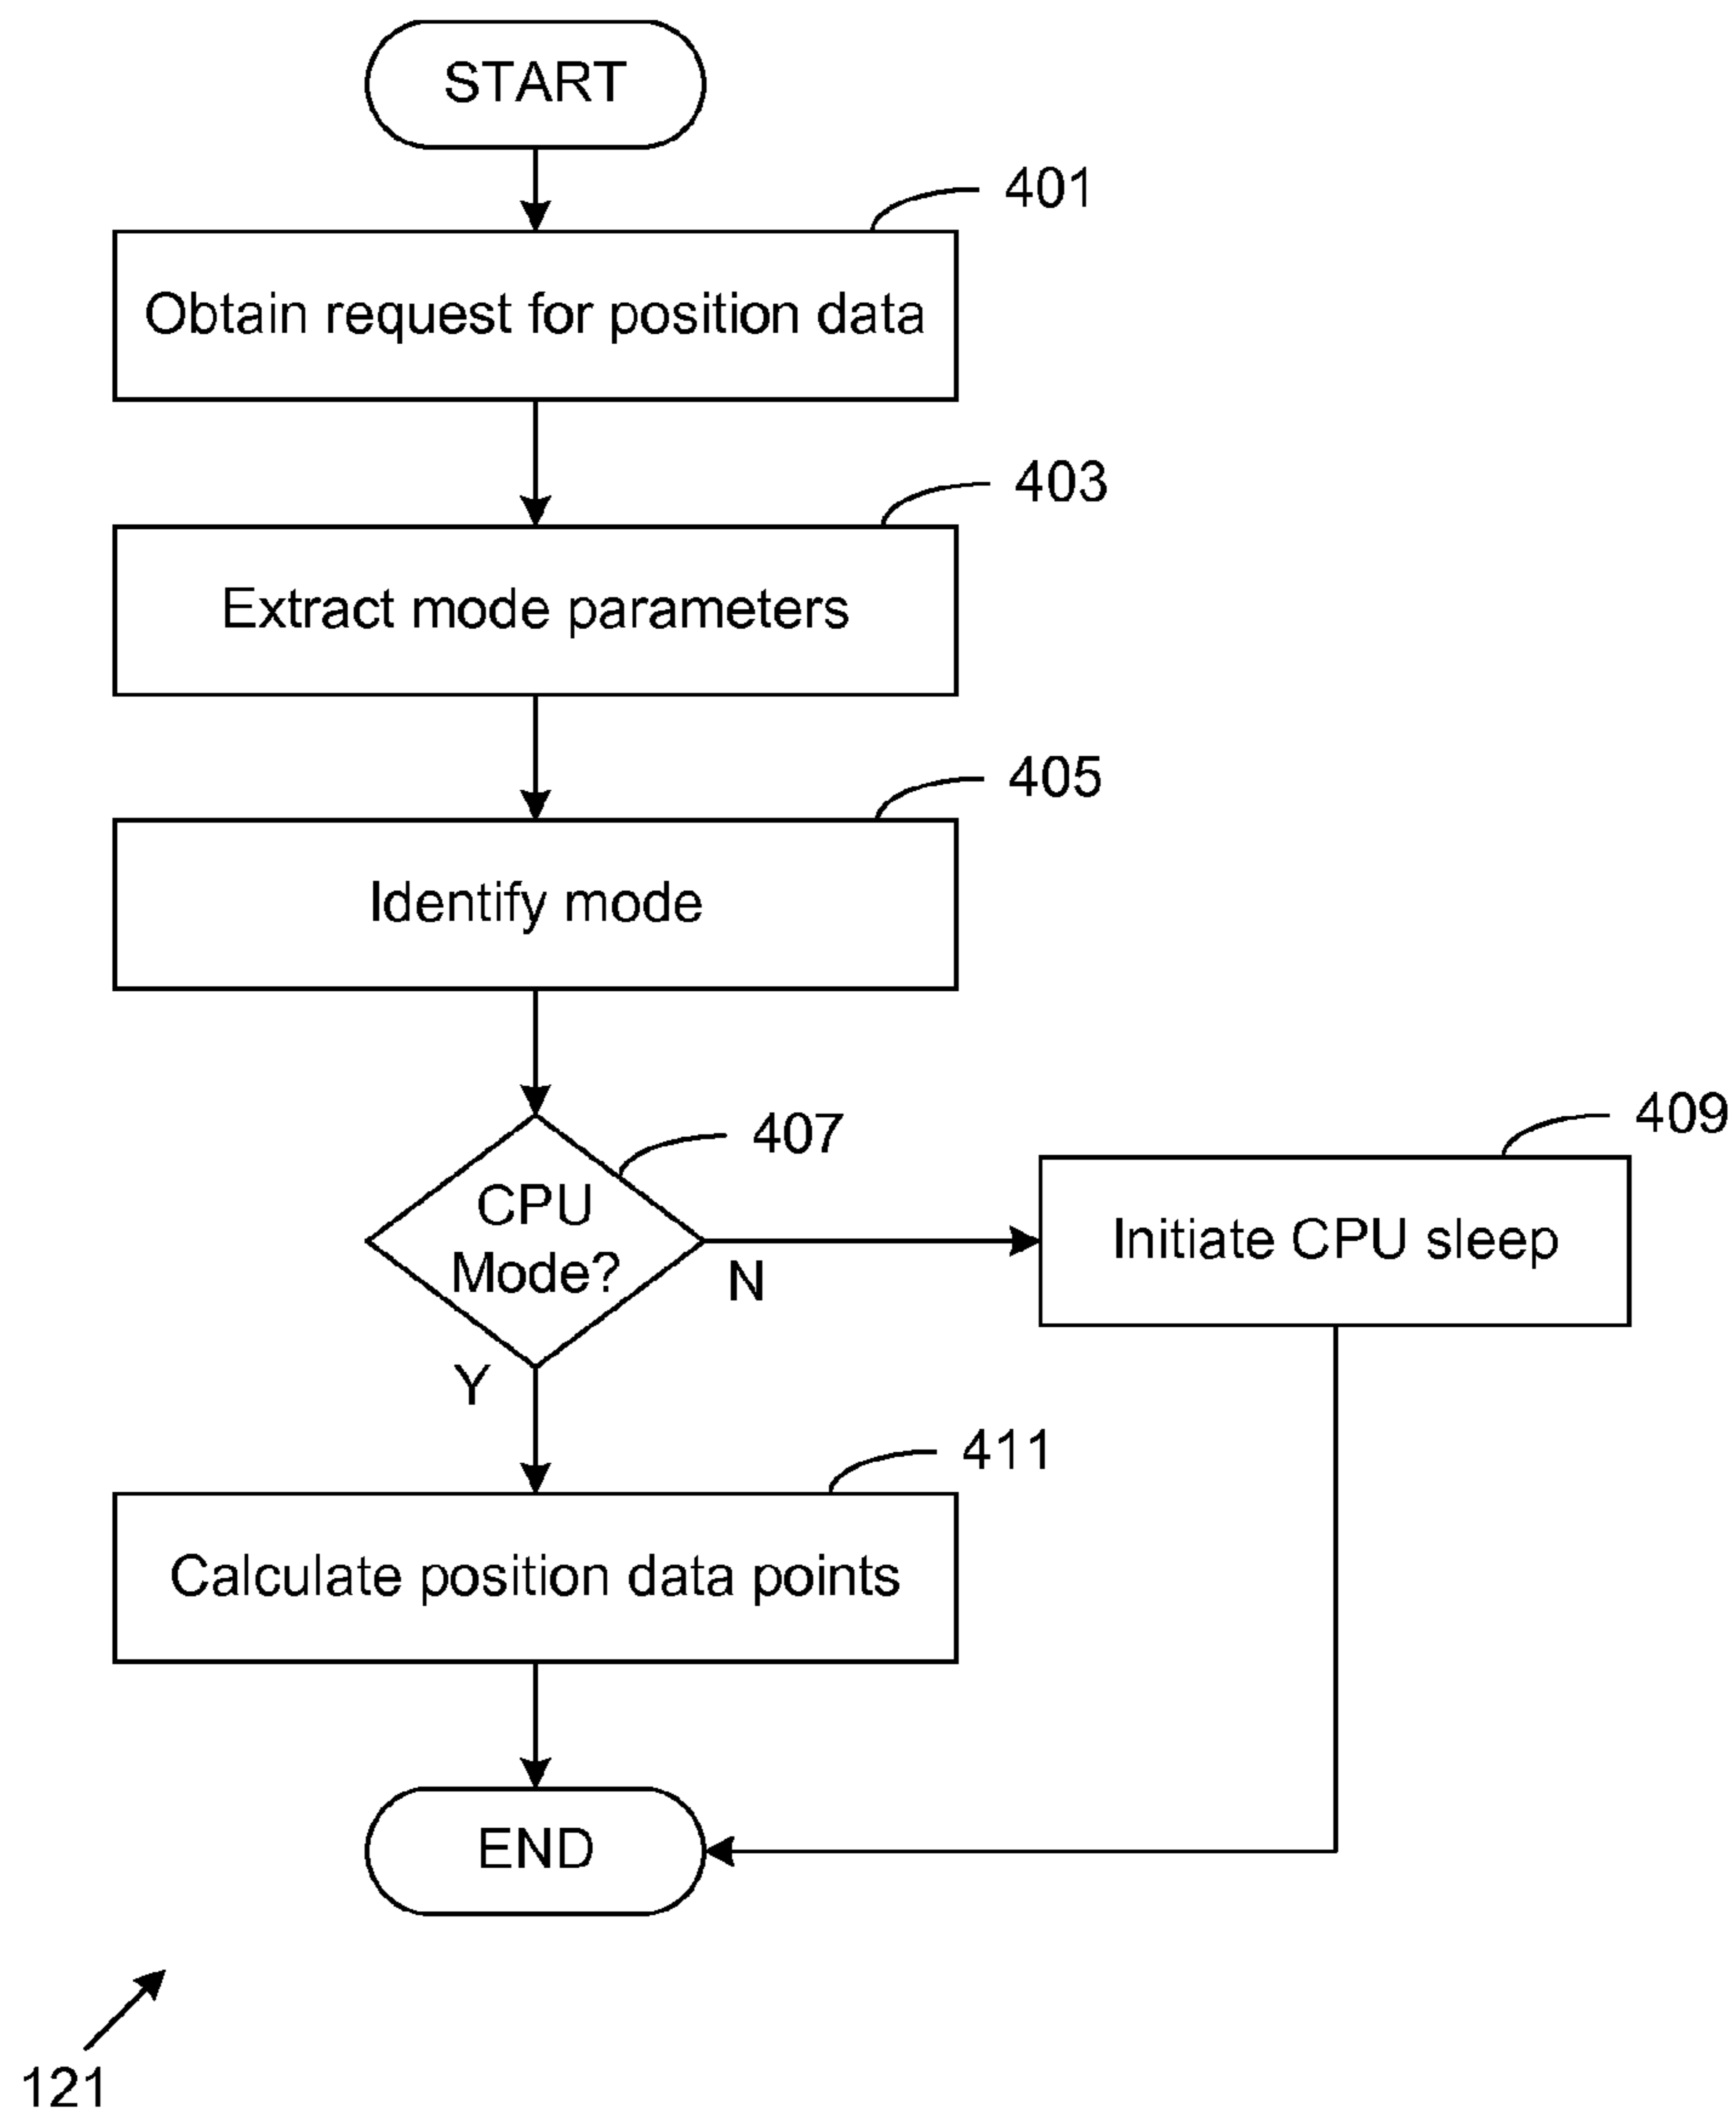 START
401
Obtain request for position data
403
Extract mode parameters
405
Identify mode
407
CPU
Mode?
N
Y
409
Initiate CPU sleep
411
Calculate position data points
END
121